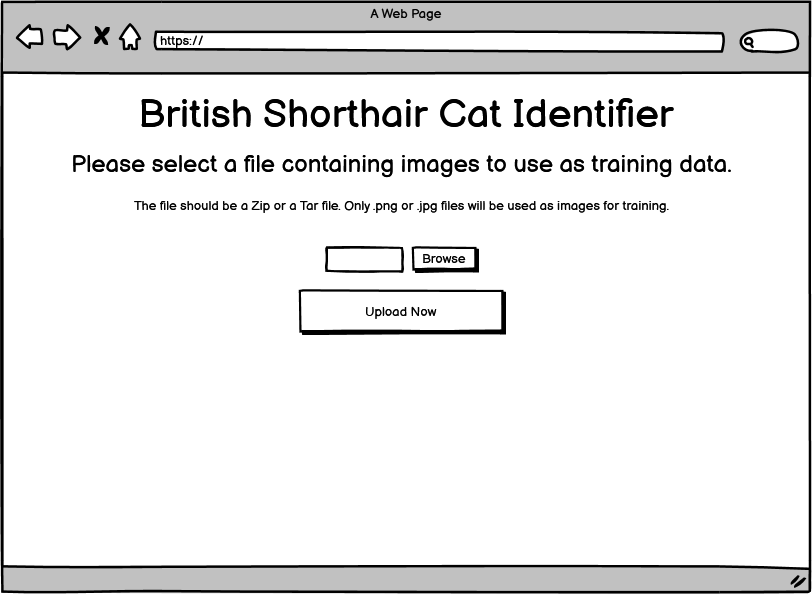 A Web Page
https://
British Shorthair Cat Identifier
Please select a file containing images to use as training data.
The file should be a Zip or a Tar file. Only .png or .jpg files will be used as images for training.
Browse
Upload Now